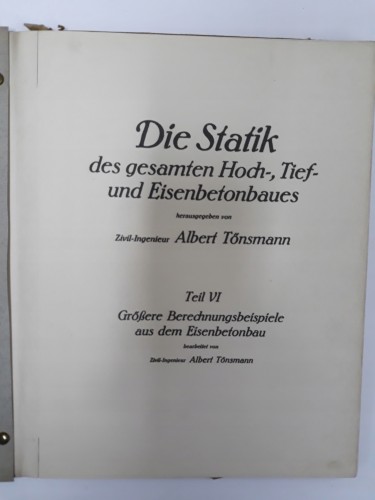 Die Statik
des gesamten Hoch-, Tief-
und Eisenbetonbaues
herausgegeben von
Zivil-Ingenieur Albert Tönsmann
Teil VI
Größere Berechnungsbeispiele
aus dem Eisenbetonbau
bearbeitet von
Zivil-Ingenieur Albert Tönsmann